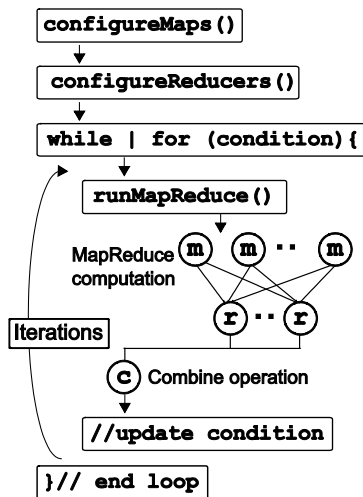 configureMaps()
configureReducers()
while | for (condition){
runMapReduce()
m m ·· m
MapReduce
computation
r ·· r
Iterations
c Combine operation
//update condition
}// end loop